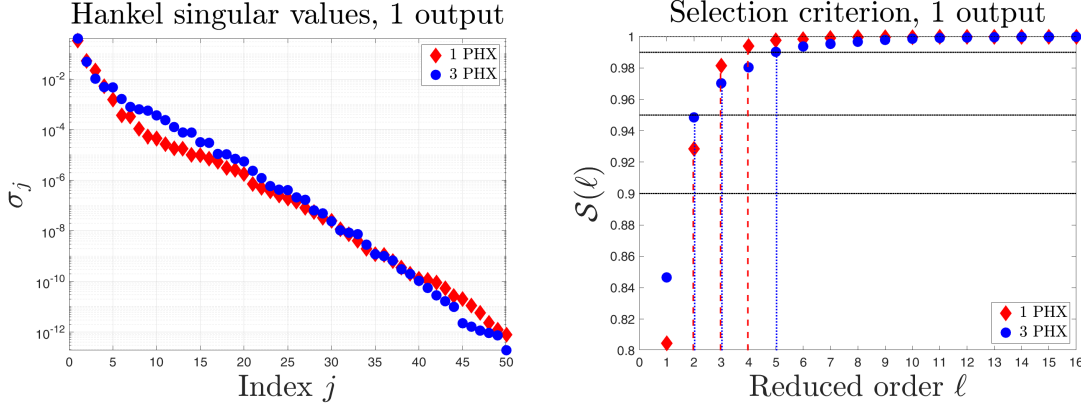 Hankel singular values, 1 output
1 PHX
3 PHX
10^-2
10^-4
10^-6
10^-8
10^-10
10^-12
σ_j
0 5 10 15 20 25 30 35 40 45 50
Index j
Selection criterion, 1 output
1
0.98
0.96
0.94
0.92
0.9
0.88
0.86
0.84
0.82
0.8
S(ℓ)
1 PHX
3 PHX
0 1 2 3 4 5 6 7 8 9 10 11 12 13 14 15 16
Reduced order ℓ